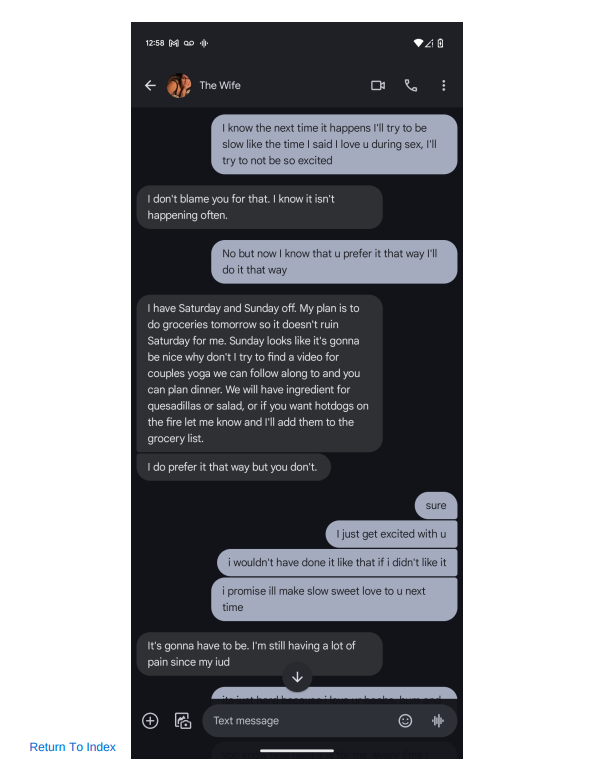 12:58
The Wife
I know the next time it happens I'll try to be
slow like the time I said I love u during sex, I'll
try to not be so excited
I don't blame you for that. I know it isn't
happening often.
No but now I know that u prefer it that way I'll
do it that way
I have Saturday and Sunday off. My plan is to
do groceries tomorrow so it doesn't ruin
Saturday for me. Sunday looks like it's gonna
be nice why don't I try to find a video for
couples yoga we can follow along to and you
can plan dinner. We will have ingredient for
quesadillas or salad, or if you want hotdogs on
the fire let me know and I'll add them to the
grocery list.
I do prefer it that way but you don't.
sure
I just get excited with u
i wouldn't have done it like that if i didn't like it
i promise ill make slow sweet love to u next
time
It's gonna have to be. I'm still having a lot of
pain since my iud
Text message
Return To Index